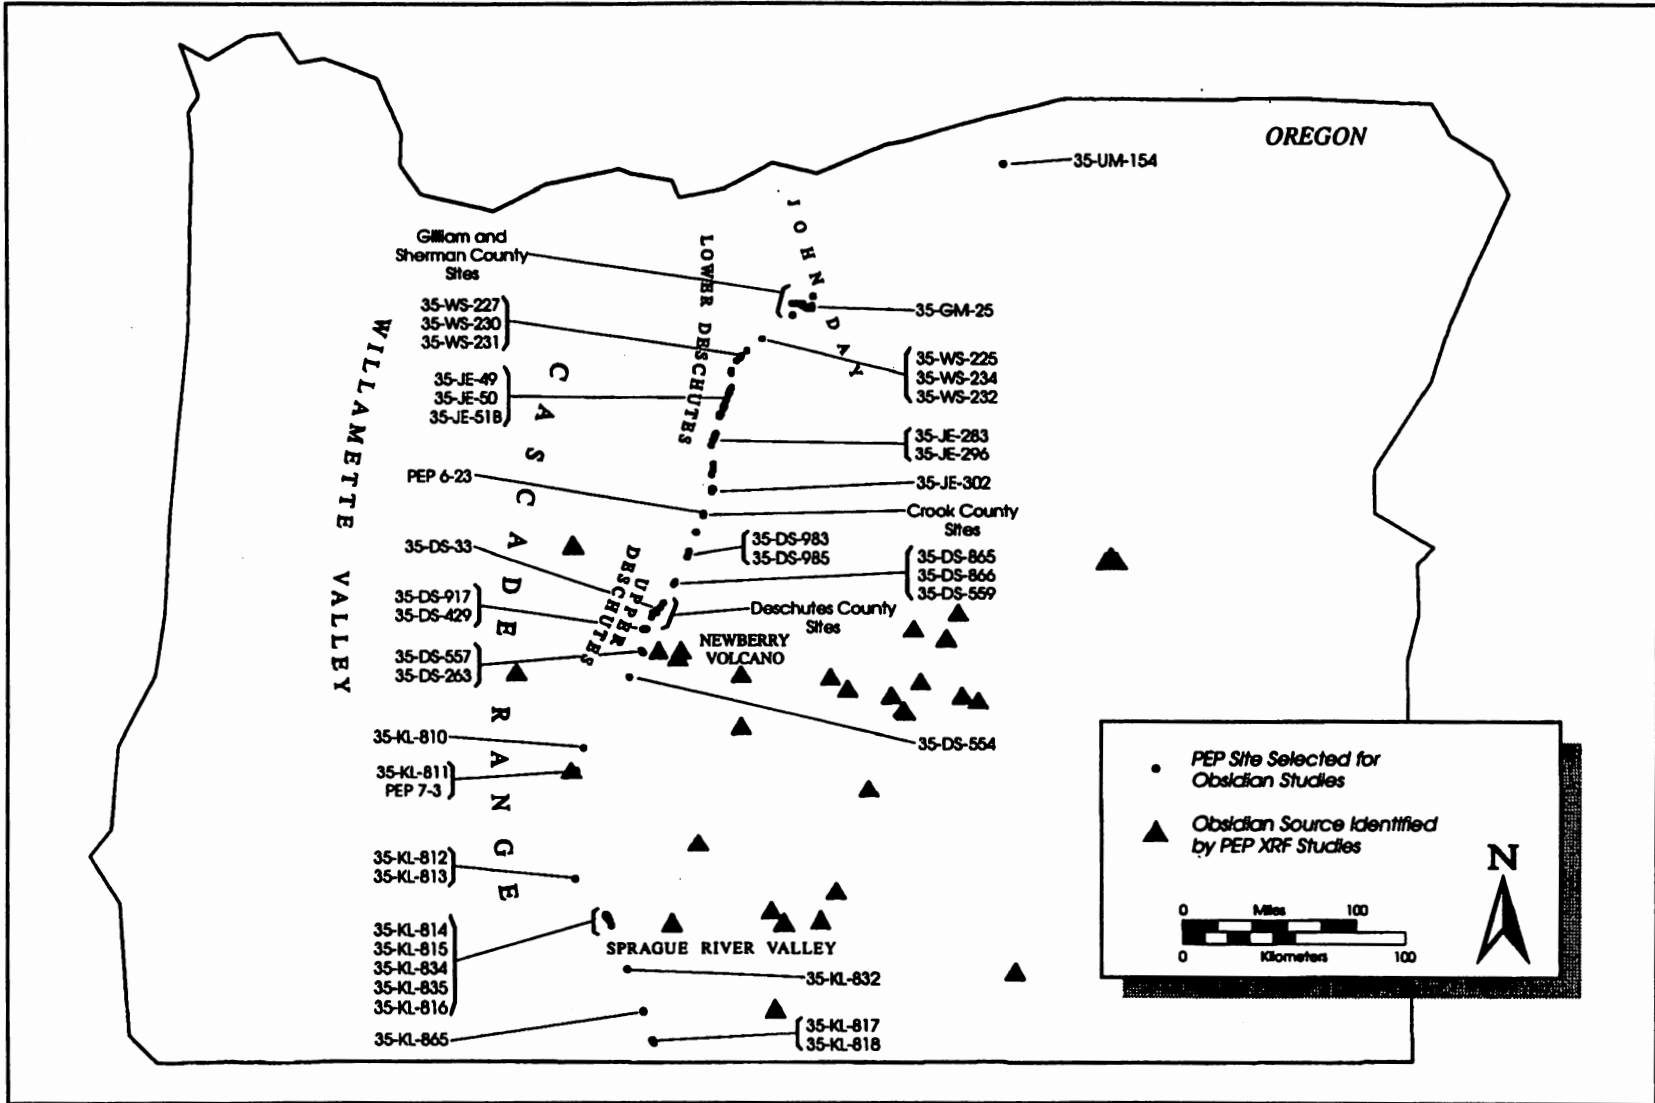 OREGON
35-UM-154
JOHN DAY
LOWER DESCHUTES
Gilliam and
Sherman County
Sites
35-GM-25
35-WS-227
35-WS-230
35-WS-231
35-WS-225
35-WS-234
35-WS-232
WILLAMETTE VALLEY
CASCADE RANGE
35-JE-49
35-JE-50
35-JE-51B
35-JE-283
35-JE-296
PEP 6-23
35-JE-302
Crook County
Sites
35-DS-33
35-DS-983
35-DS-985
35-DS-865
35-DS-866
35-DS-559
UPPER
DESCHUTES
35-DS-917
35-DS-429
Deschutes County
Sites
NEWBERRY
VOLCANO
35-DS-557
35-DS-263
35-DS-554
35-KL-810
35-KL-811
PEP 7-3
35-KL-812
35-KL-813
35-KL-814
35-KL-815
35-KL-834
35-KL-835
35-KL-816
SPRAGUE RIVER VALLEY
35-KL-832
35-KL-865
35-KL-817
35-KL-818
PEP Site Selected for
Obsidian Studies
Obsidian Source Identified
by PEP XRF Studies
N
0 Miles 100
0 Kilometers 100